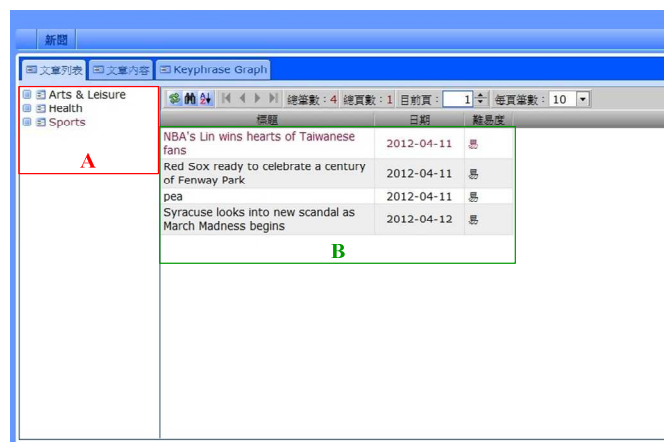 新聞
文章列表 文章內容 Keyphrase Graph
Arts & Leisure
Health
Sports
A
總筆數：4 總頁數：1 目前頁： 1 每頁筆數： 10
標題 日期 難易度
NBA's Lin wins hearts of Taiwanese
fans
2012-04-11 易
Red Sox ready to celebrate a century
of Fenway Park
2012-04-11 易
pea 2012-04-11 易
Syracuse looks into new scandal as
March Madness begins
2012-04-12 易
B